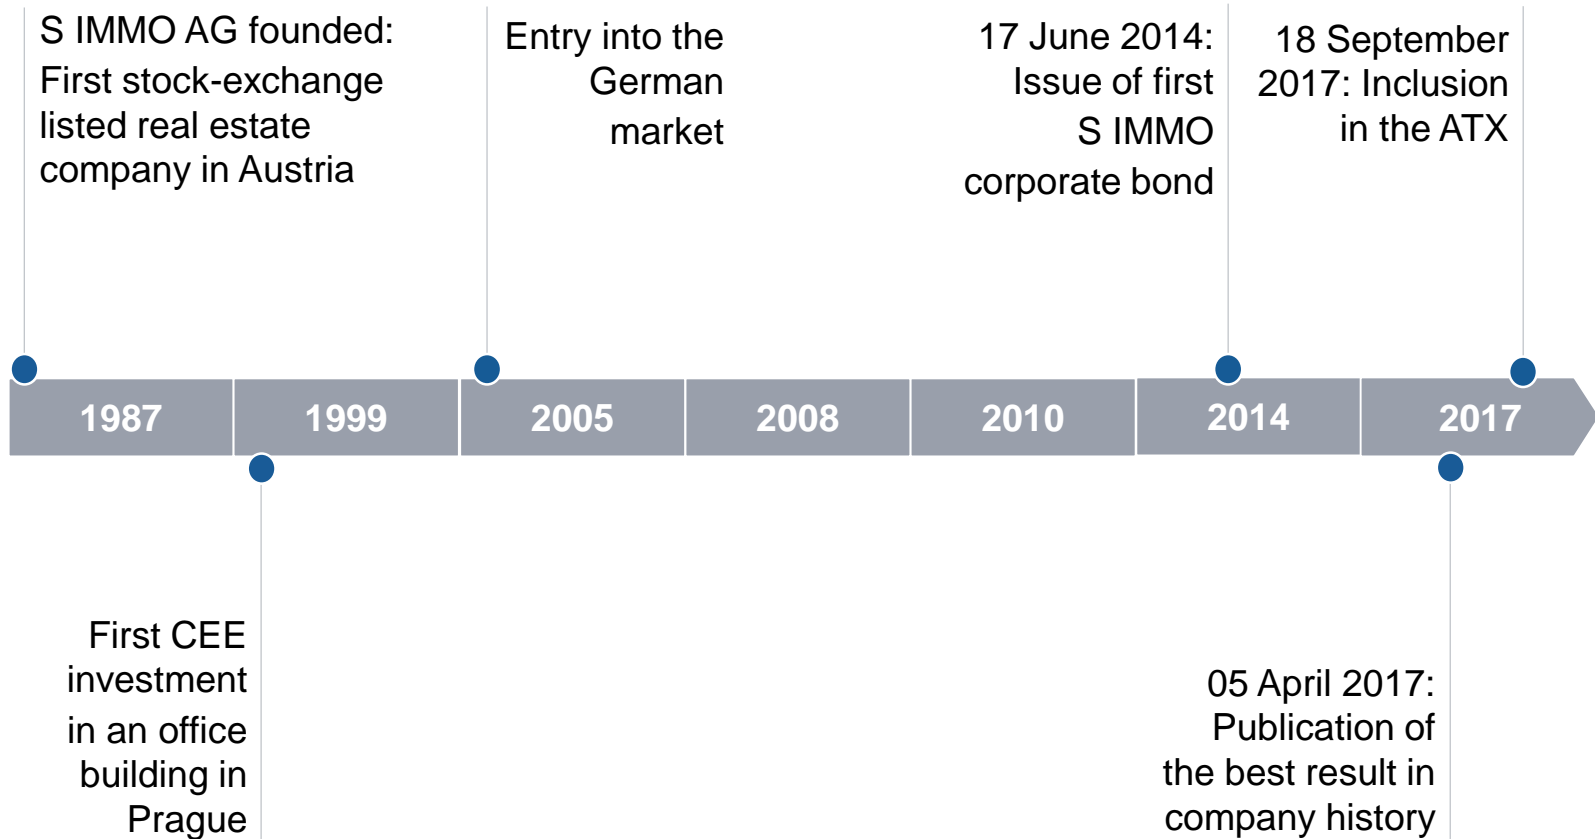 S IMMO AG founded:
First stock-exchange
listed real estate
company in Austria
Entry into the
German
market
17 June 2014:
Issue of first
S IMMO
corporate bond
18 September
2017: Inclusion
in the ATX
1987
1999
2005
2008
2010
2014
2017
First CEE
investment
in an office
building in
Prague
05 April 2017:
Publication of
the best result in
company history